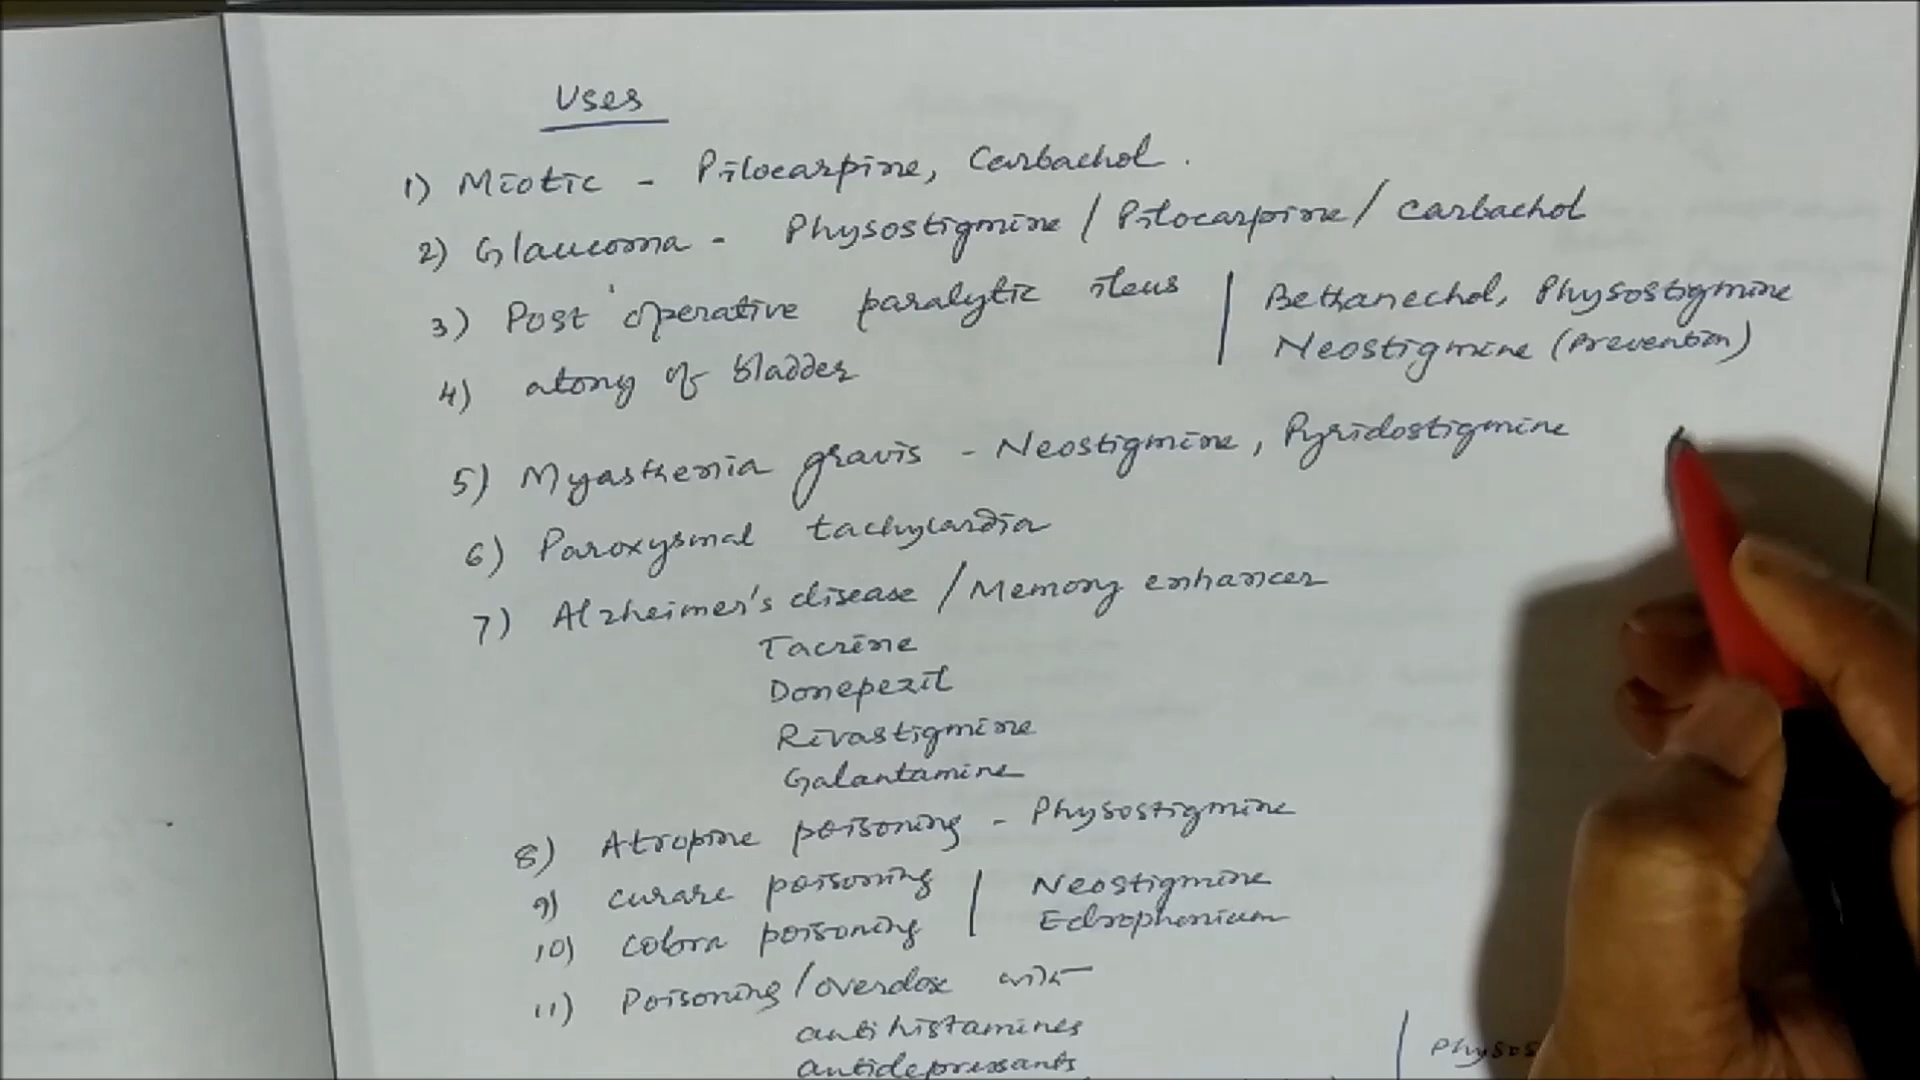 Uses
1) Miotic - Pilocarpine, Carbachol.
2) Glaucoma - Physostigmine / Pilocarpine / Carbachol
3) Post operative paralytic ileus | Bethanechol, Physostigmine
4) atony of bladder | Neostigmine (Prevention)
5) Myasthenia gravis - Neostigmine, Pyridostigmine
6) Paroxysmal tachycardia
7) Alzheimer's disease / Memory enhancer
Tacrine
Donepezil
Rivastigmine
Galantamine
8) Atropine poisoning - Physostigmine
9) Curare poisoning | Neostigmine
10) Cobra poisoning | Edrophonium
11) Poisoning / overdose with
antihistamines
antidepressants